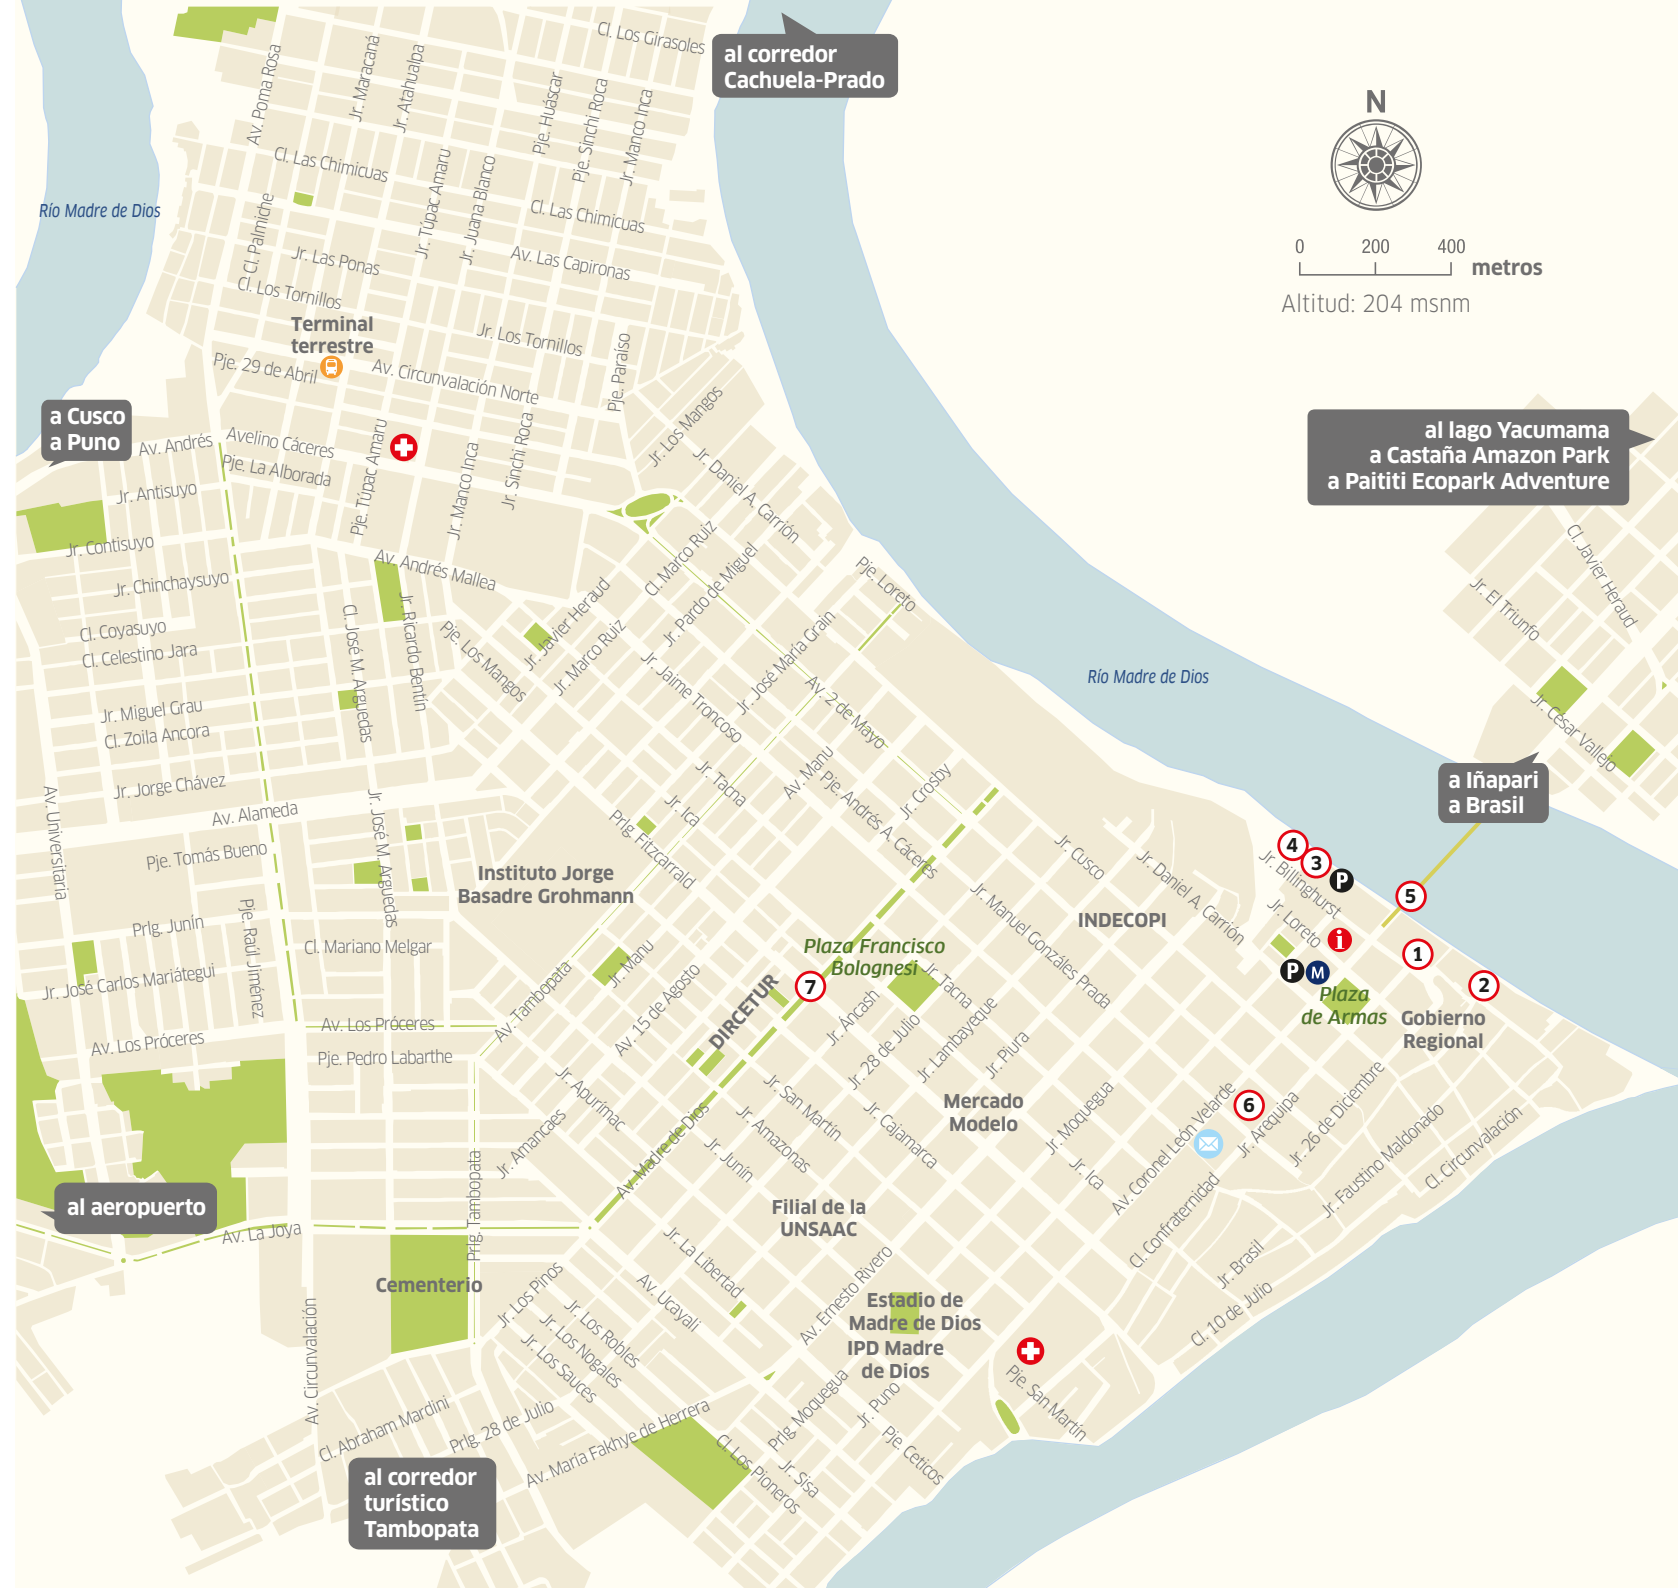 Cl. Los Girasoles
al corredor
Cachuela-Prado
Av. Poma Rosa
Jr. Maracaná
Jr. Atahualpa
Pje. Huáscar
Pje. Sinchi Roca
Jr. Manco Inca
N
0 200 400
metros
Altitud: 204 msnm
Cl. Las Chimicuas
Jr. Túpac Amaru
Jr. Juana Blanco
Río Madre de Dios
Cl. Palmiche
Cl.
Cl. Las Chimicuas
Jr. Las Ponas
Av. Las Capironas
Cl. Los Tornillos
Terminal
terrestre
Jr. Los Tornillos
Pje. 29 de Abril
Av. Circunvalación Norte
Pje. Paraíso
a Cusco
a Puno
Av. Andrés
Avelino Cáceres
Pje. La Alborada
Pje. Túpac Amaru
Jr. Manco Inca
Jr. Sinchi Roca
Jr. Los Mangos
Jr. Daniel A. Carrión
al lago Yacumama
a Castaña Amazon Park
a Paititi Ecopark Adventure
Jr. Antisuyo
Jr. Contisuyo
Jr. Chinchaysuyo
Av. Andrés Mallea
Cl. Marco Ruiz
Jr. Pardo de Miguel
Pje. Loreto
Cl. Javier Heraud
Jr. El Triunfo
Cl. Coyasuyo
Cl. Celestino Jara
Cl. José M. Arguedas
Jr. Ricardo Bentín
Pje. Los Mangos
Jr. Javier Heraud
Jr. Marco Ruiz
Jr. Jaime Troncoso
Jr. José María Grain
Av. 2 de Mayo
Río Madre de Dios
Jr. César Vallejo
Jr. Miguel Grau
Cl. Zoila Ancora
Jr. Jorge Chávez
Av. Alameda
Av. Universitaria
Jr. José M. Arguedas
Jr. Tacna
Jr. Ica
Av. Manu
Pje. Andrés A. Cáceres
Jr. Crosby
a Iñapari
a Brasil
Pje. Tomás Bueno
Prlg. Fitzcarrald
Instituto Jorge
Basadre Grohmann
Jr. Cusco
Jr. Daniel A. Carrión
4
3
P
Jr. Billinghurst
5
Prlg. Junín
Pje. Raúl Jiménez
Cl. Mariano Melgar
Jr. Manuel Gonzáles Prada
INDECOPI
Jr. Loreto
i
1
Plaza Francisco
Bolognesi
7
Jr. Manu
Jr. José Carlos Mariátegui
Av. Tambopata
Av. 15 de Agosto
DIRCETUR
Jr. Tacna
P
M
2
Plaza
de Armas
Gobierno
Regional
Av. Los Próceres
Av. Los Próceres
Pje. Pedro Labarthe
Jr. Áncash
Jr. 28 de Julio
Jr. Lambayeque
Jr. Piura
Jr. Apurímac
Jr. Amancaes
Av. Madre de Dios
Jr. San Martín
Jr. Amazonas
Jr. Junín
Jr. Cajamarca
Mercado
Modelo
Jr. Moquegua
Jr. Ica
Av. Coronel León Velarde
6
Jr. Arequipa
Jr. 26 de Diciembre
Jr. Faustino Maldonado
Cl. Circunvalación
al aeropuerto
Av. La Joya
Prlg. Tambopata
Filial de la
UNSAAC
Cl. Confraternidad
Jr. Brasil
Cl. 10 de Julio
Cementerio
Jr. La Libertad
Av. Ucayali
Av. Ernesto Rivero
Estadio de
Madre de Dios
IPD Madre
de Dios
Jr. Los Pinos
Jr. Los Robles
Jr. Los Nogales
Jr. Los Sauces
Av. Circunvalación
Pje. San Martín
Cl. Abraham Mardini
Prlg. 28 de Julio
Av. María Fakhye de Herrera
Prlg. Moquegua
Jr. Puno
Pje. Ceticos
Cl. Los Pioneros
Jr. Sisa
al corredor
turístico
Tambopata